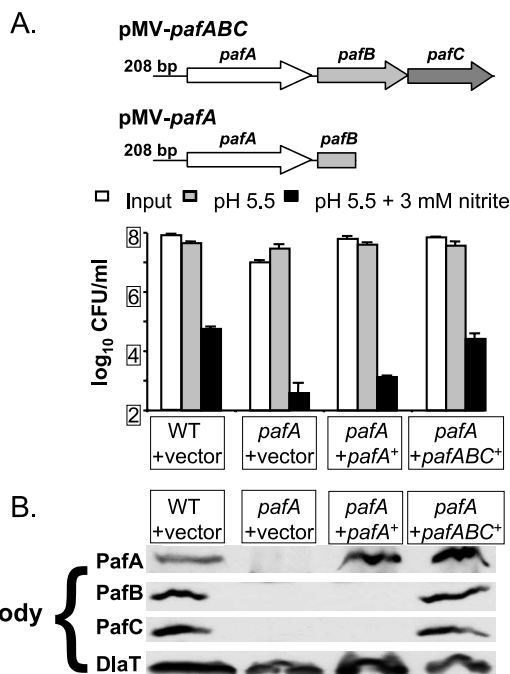 A.
pMV-pafABC
208 bp
pafA
pafB
pafC
pMV-pafA
208 bp
pafA
pafB
Input
pH 5.5
pH 5.5 + 3 mM nitrite
log10 CFU/ml
8
6
4
2
WT
+vector
pafA
+vector
pafA
+pafA+
pafA
+pafABC+
B.
WT
+vector
pafA
+vector
pafA
+pafA+
pafA
+pafABC+
ody
PafA
PafB
PafC
DlaT